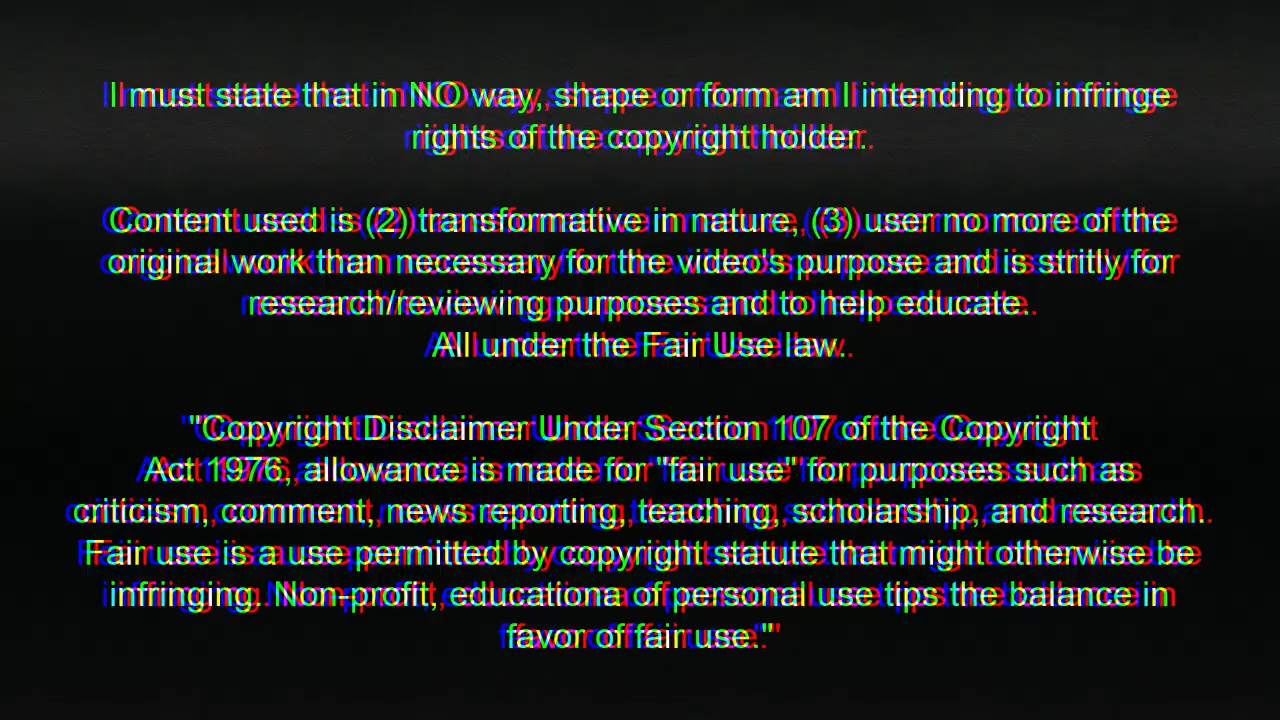 I must state that in NO way, shape or form am I intending to infringe
rights of the copyright holder.
Content used is (2) transformative in nature, (3) user no more of the
original work than necessary for the video's purpose and is stritly for
research/reviewing purposes and to help educate.
All under the Fair Use law.
"Copyright Disclaimer Under Section 107 of the Copyright
Act 1976, allowance is made for "fair use" for purposes such as
criticism, comment, news reporting, teaching, scholarship, and research.
Fair use is a use permitted by copyright statute that might otherwise be
infringing. Non-profit, educationa of personal use tips the balance in
favor of fair use."